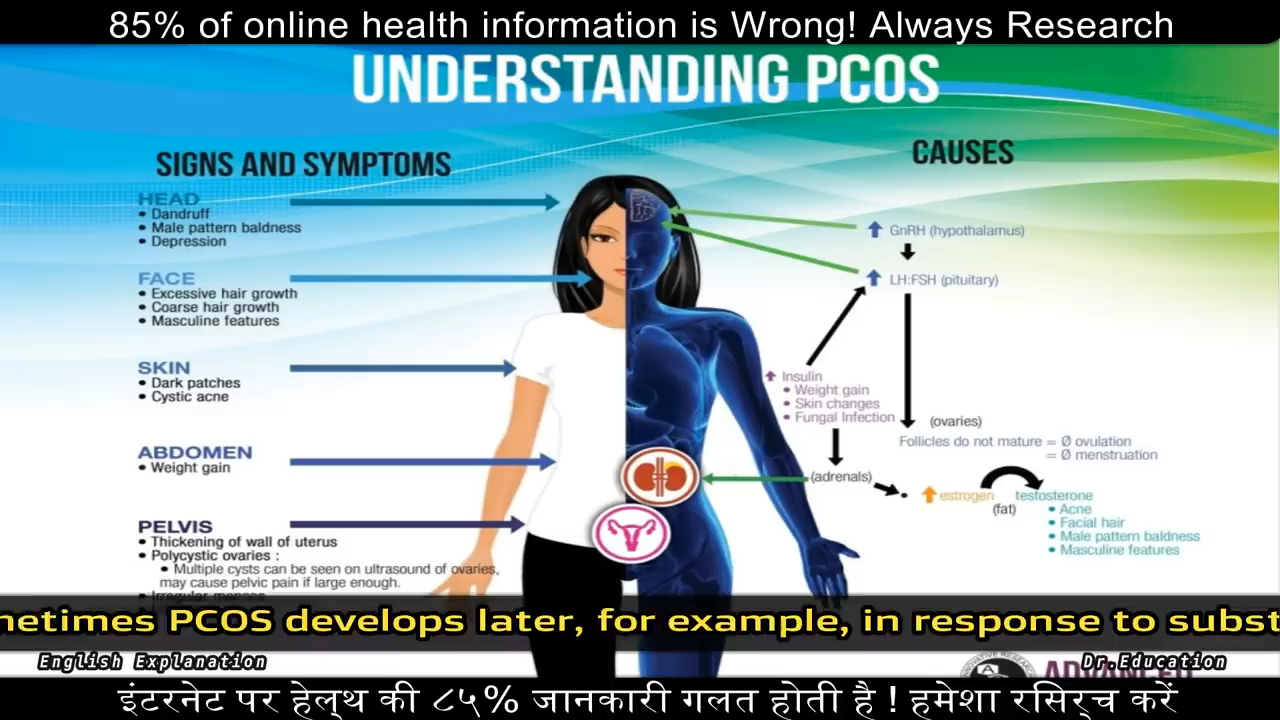 85% of online health information is Wrong! Always Research
UNDERSTANDING PCOS
SIGNS AND SYMPTOMS
HEAD
• Dandruff
• Male pattern baldness
• Depression
FACE
• Excessive hair growth
• Coarse hair growth
• Masculine features
SKIN
• Dark patches
• Cystic acne
ABDOMEN
• Weight gain
PELVIS
• Thickening of wall of uterus
• Polycystic ovaries :
• Multiple cysts can be seen on ultrasound of ovaries,
may cause pelvic pain if large enough.
• Irregular menses
CAUSES
GnRH (hypothalamus)
LH:FSH (pituitary)
Insulin
• Weight gain
• Skin changes
• Fungal Infection
(ovaries)
Follicles do not mature = Ø ovulation
= Ø menstruation
(adrenals)
estrogen testosterone
(fat)
• Acne
• Facial hair
• Male pattern baldness
• Masculine features
netimes PCOS develops later, for example, in response to subst
English Explanation
Dr.Education
ADVANCED
इंटरनेट पर हेल्थ की ८५% जानकारी गलत होती है ! हमेशा रिसर्च करें